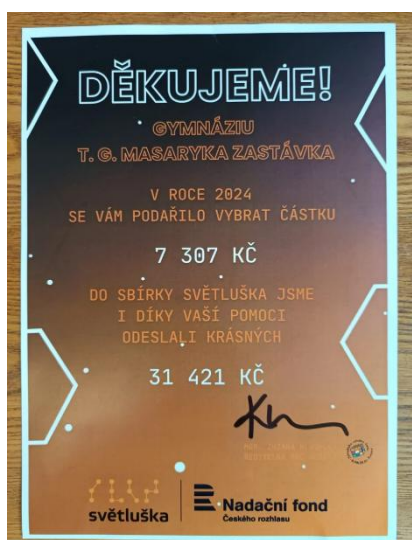 DĚKUJEME!
GYMNÁZIU
T. G. MASARYKA ZASTÁVKA
V ROCE 2024
SE VÁM PODAŘILO VYBRAT ČÁSTKU
7 307 KČ
DO SBÍRKY SVĚTLUŠKA JSME
I DÍKY VAŠÍ POMOCI
ODESLALI KRÁSNÝCH
31 421 KČ
světluška
Nadační fond
Českého rozhlasu